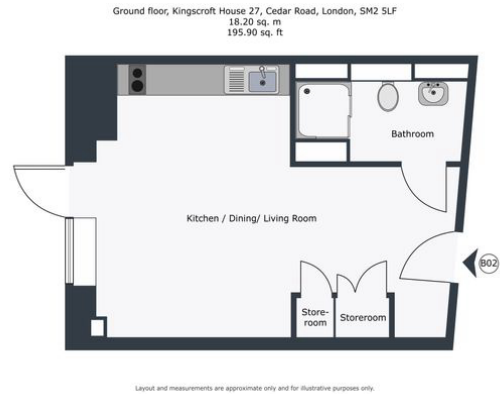 Ground floor, Kingscroft House 27, Cedar Road, London, SM2 5LF
18.20 sq. m
195.90 sq. ft
Bathroom
Kitchen / Dining/ Living Room
B02
Store-
room
Storeroom
Layout and measurements are approximate only and for illustrative purposes only.